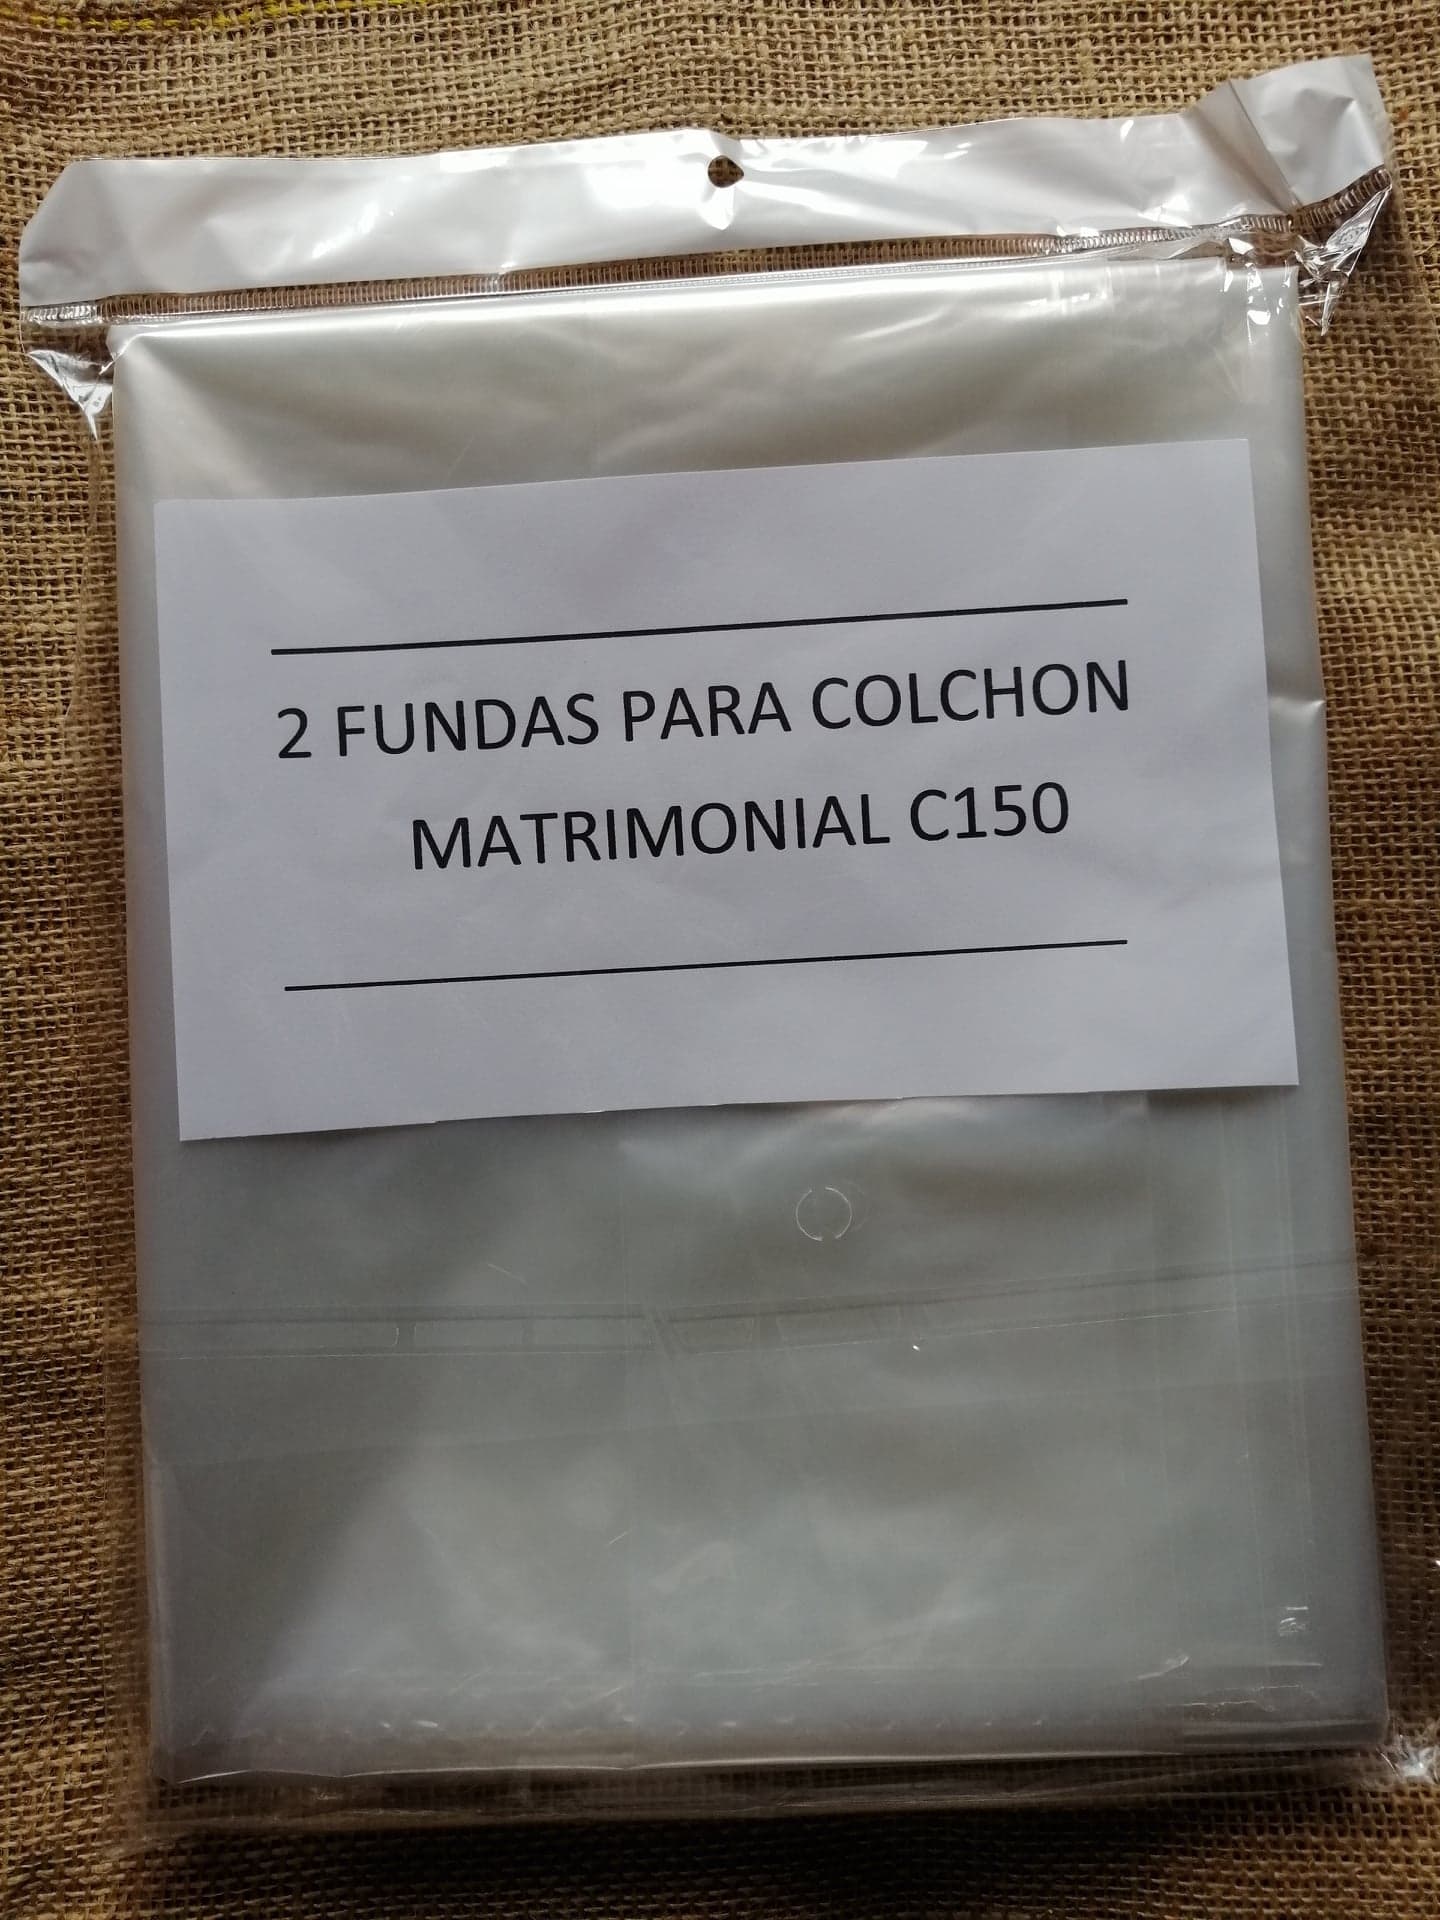 2 FUNDAS PARA COLCHON
MATRIMONIAL C150